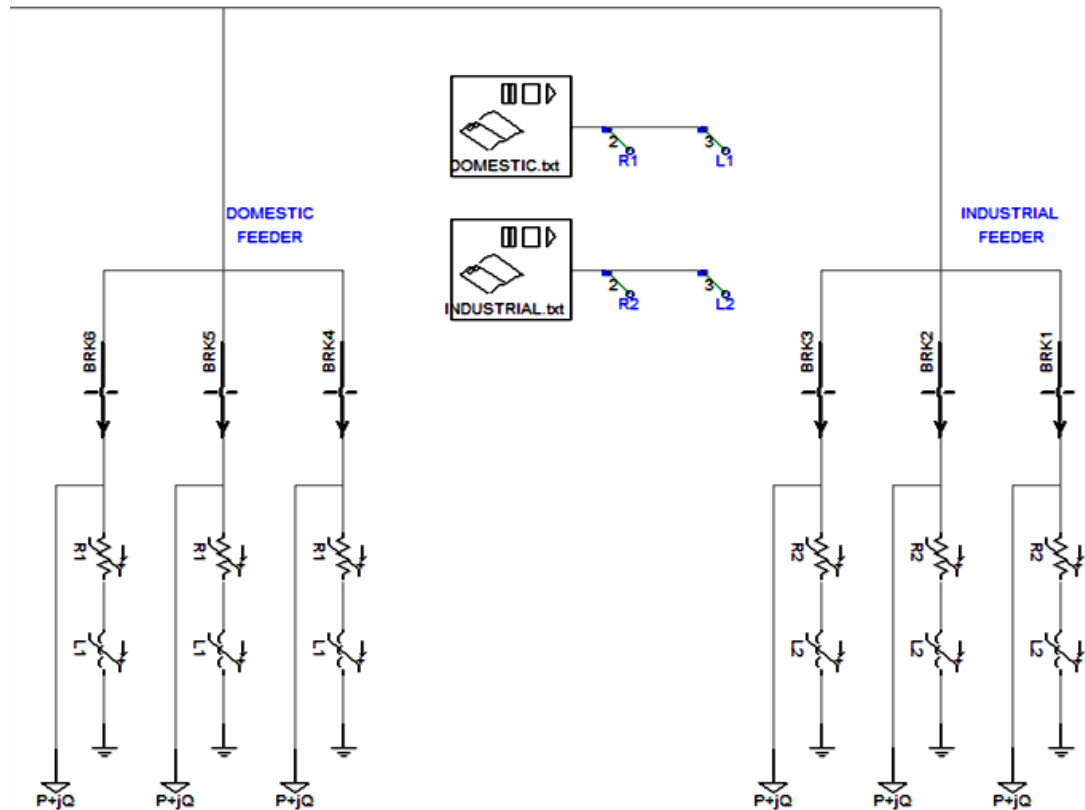 DOMESTIC.txt
2
R1
3
L1
DOMESTIC
FEEDER
INDUSTRIAL
FEEDER
INDUSTRIAL.txt
2
R2
3
L2
BRK6
BRK5
BRK4
BRK3
BRK2
BRK1
R1
R1
R1
R2
R2
R2
L1
L1
L1
L2
L2
L2
P+jQ
P+jQ
P+jQ
P+jQ
P+jQ
P+jQ